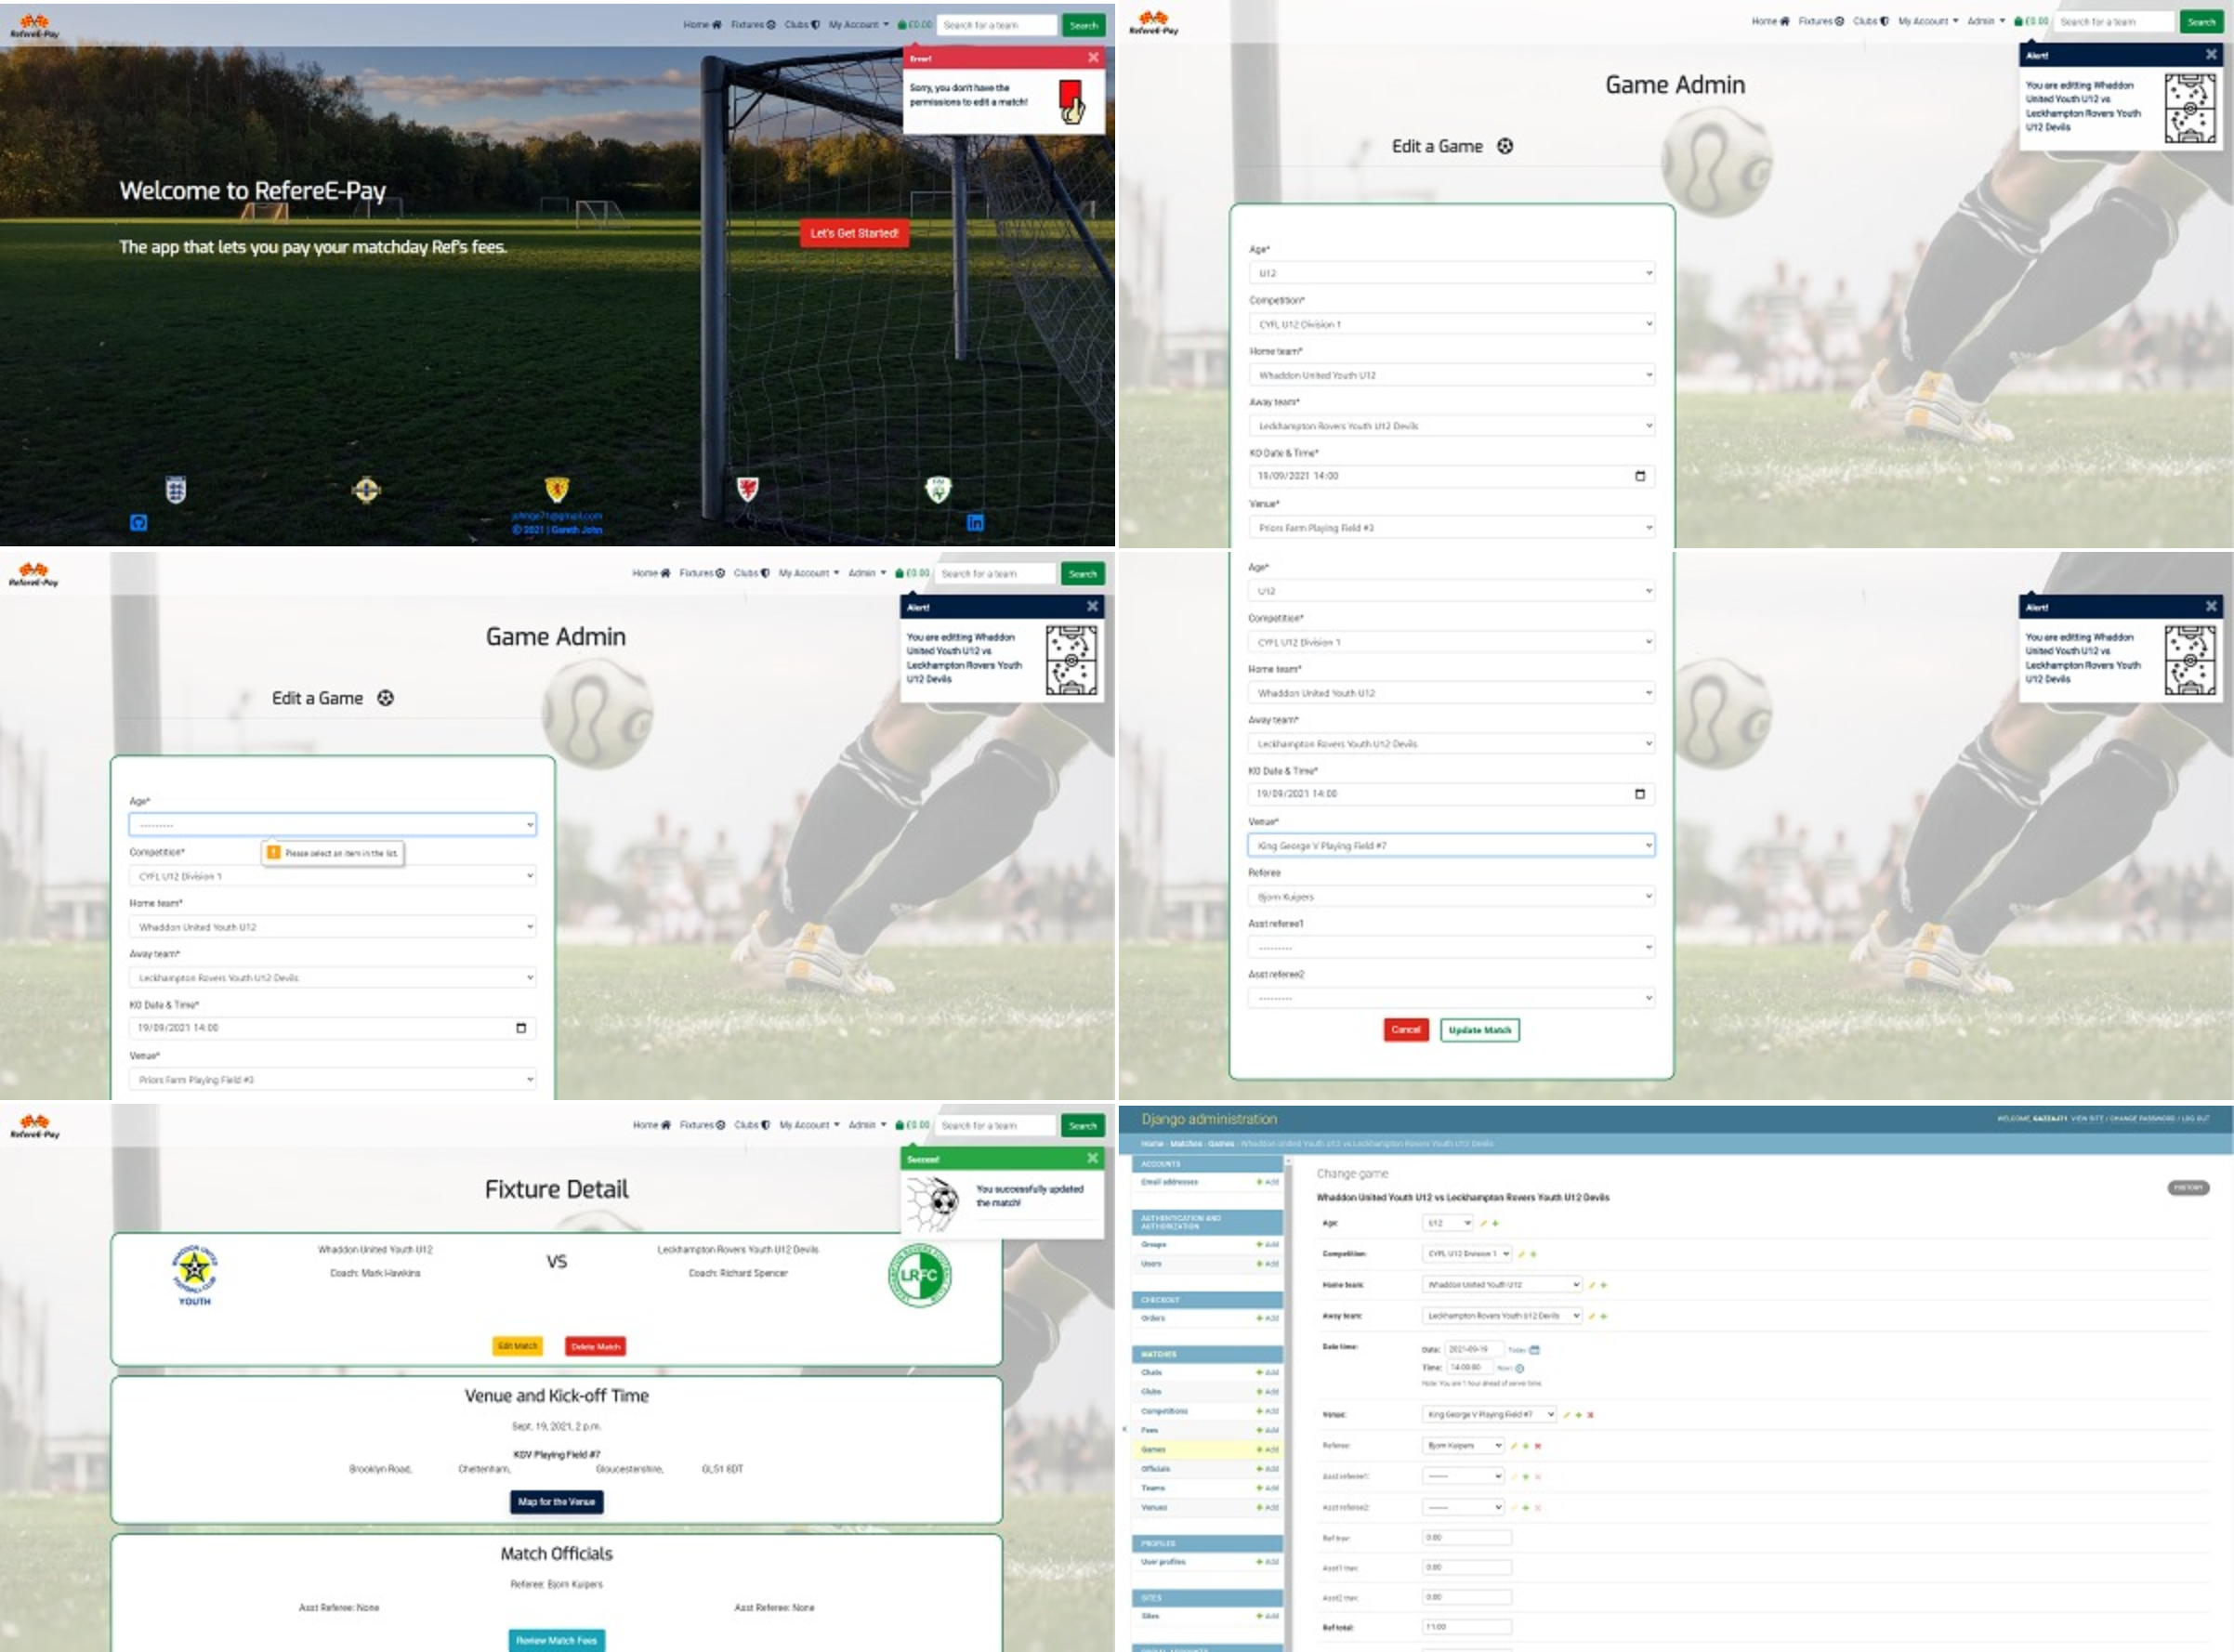 RefereE-Pay
Home Fixtures Clubs My Account £0.00 Search for a team Search
Error!
Sorry, you don't have the
permissions to edit a match!
Welcome to RefereE-Pay
The app that lets you pay your matchday Ref's fees.
Let's Get Started!
© 2021 | Gareth John
RefereE-Pay
Home Fixtures Clubs My Account Admin £0.00 Search for a team Search
Alert!
You are editing Whaddon
United Youth U12 vs
Leckhampton Rovers Youth
U12 Devils
Game Admin
Edit a Game
Age*
U12
Competition*
CYFL U12 Division 1
Home team*
Whaddon United Youth U12
Away team*
Leckhampton Rovers Youth U12 Devils
KO Date & Time*
19/09/2021 14:00
Venue*
Priors Farm Playing Field #3
RefereE-Pay
Home Fixtures Clubs My Account Admin £0.00 Search for a team Search
Alert!
You are editting Whaddon
United Youth U12 vs
Leckhampton Rovers Youth
U12 Devils
Game Admin
Edit a Game
Age*
---------
Please select an item in the list.
Competition*
CYFL U12 Division 1
Home team*
Whaddon United Youth U12
Away team*
Leckhampton Rovers Youth U12 Devils
KO Date & Time*
19/09/2021 14:00
Venue*
Priors Farm Playing Field #3
Age*
U12
Competition*
CYFL U12 Division 1
Home team*
Whaddon United Youth U12
Away team*
Leckhampton Rovers Youth U12 Devils
KO Date & Time*
19/09/2021 14:00
Venue*
King George V Playing Field #7
Referee
Bjorn Kuipers
Asst referee1
---------
Asst referee2
---------
Cancel Update Match
Alert!
You are editting Whaddon
United Youth U12 vs
Leckhampton Rovers Youth
U12 Devils
RefereE-Pay
Home Fixtures Clubs My Account Admin £0.00 Search for a team Search
Success!
You successfully updated
the match!
Fixture Detail
WHADDON UNITED
FOOTBALL CLUB
YOUTH
Whaddon United Youth U12
Coach: Mark Hawkins
VS
Leckhampton Rovers Youth U12 Devils
Coach: Richard Spencer
LRFC
Edit Match Delete Match
Venue and Kick-off Time
Sept. 19, 2021, 2 p.m.
KGV Playing Field #7
Brooklyn Road, Cheltenham, Gloucestershire, GL51 8DT
Map for the Venue
Match Officials
Referee: Bjorn Kuipers
Asst Referee: None Asst Referee: None
Review Match Fees
Django administration
WELCOME, GAZZAJ71 VIEW SITE / CHANGE PASSWORD / LOG OUT
Home › Matches › Games › Whaddon United Youth U12 vs Leckhampton Rovers Youth U12 Devils
ACCOUNTS
Email addresses + Add
AUTHENTICATION AND
AUTHORIZATION
Groups + Add
Users + Add
CHECKOUT
Orders + Add
MATCHES
Chats + Add
Clubs + Add
Competitions + Add
Fees + Add
Games + Add
Officials + Add
Teams + Add
Venues + Add
PROFILES
User profiles + Add
SITES
Sites + Add
SOCIAL ACCOUNTS
Change game
HISTORY
Whaddon United Youth U12 vs Leckhampton Rovers Youth U12 Devils
Age: U12
Competition: CYFL U12 Division 1
Home team: Whaddon United Youth U12
Away team: Leckhampton Rovers Youth U12 Devils
Date time: Date: 2021-09-19 Today
Time: 14:00:00 Now
Note: You are 1 hour ahead of server time.
Venue: King George V Playing Field #7
Referee: Bjorn Kuipers
Asst referee1: ------
Asst referee2: ------
Ref trav: 0.00
Asst1 trav: 0.00
Asst2 trav: 0.00
Ref total: 11.00